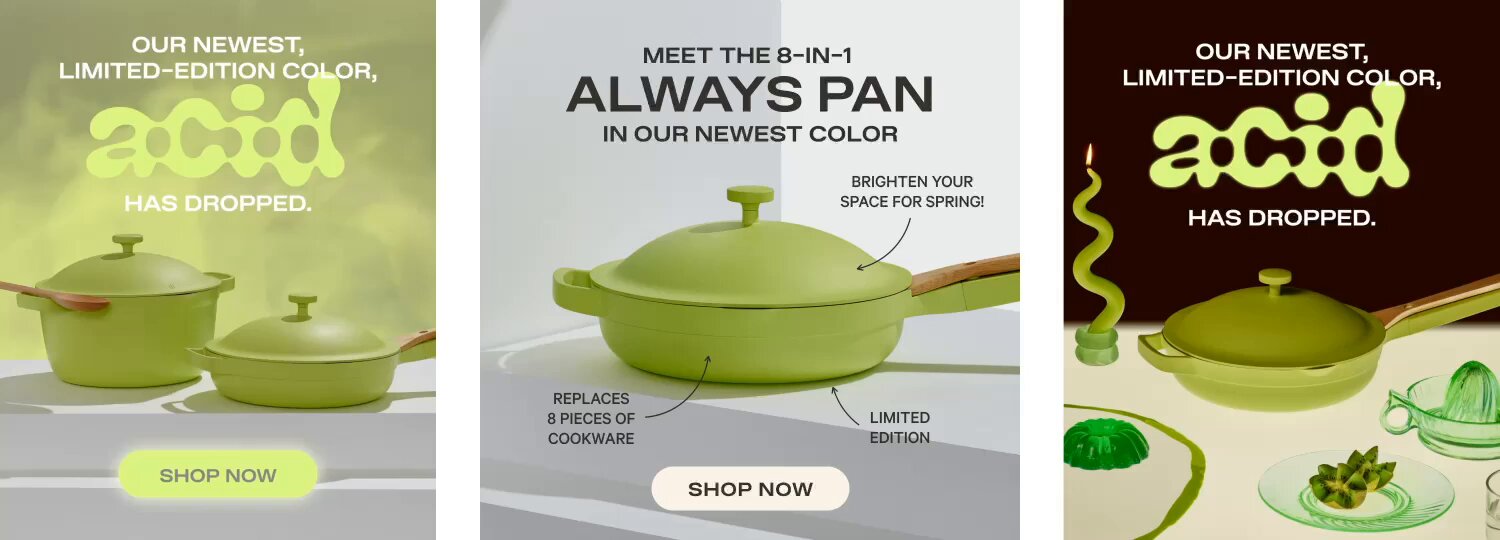 OUR NEWEST,
LIMITED-EDITION COLOR,
acid
HAS DROPPED.
SHOP NOW
MEET THE 8-IN-1
ALWAYS PAN
IN OUR NEWEST COLOR
BRIGHTEN YOUR
SPACE FOR SPRING!
REPLACES
8 PIECES OF
COOKWARE
LIMITED
EDITION
SHOP NOW
OUR NEWEST,
LIMITED-EDITION COLOR,
acid
HAS DROPPED.